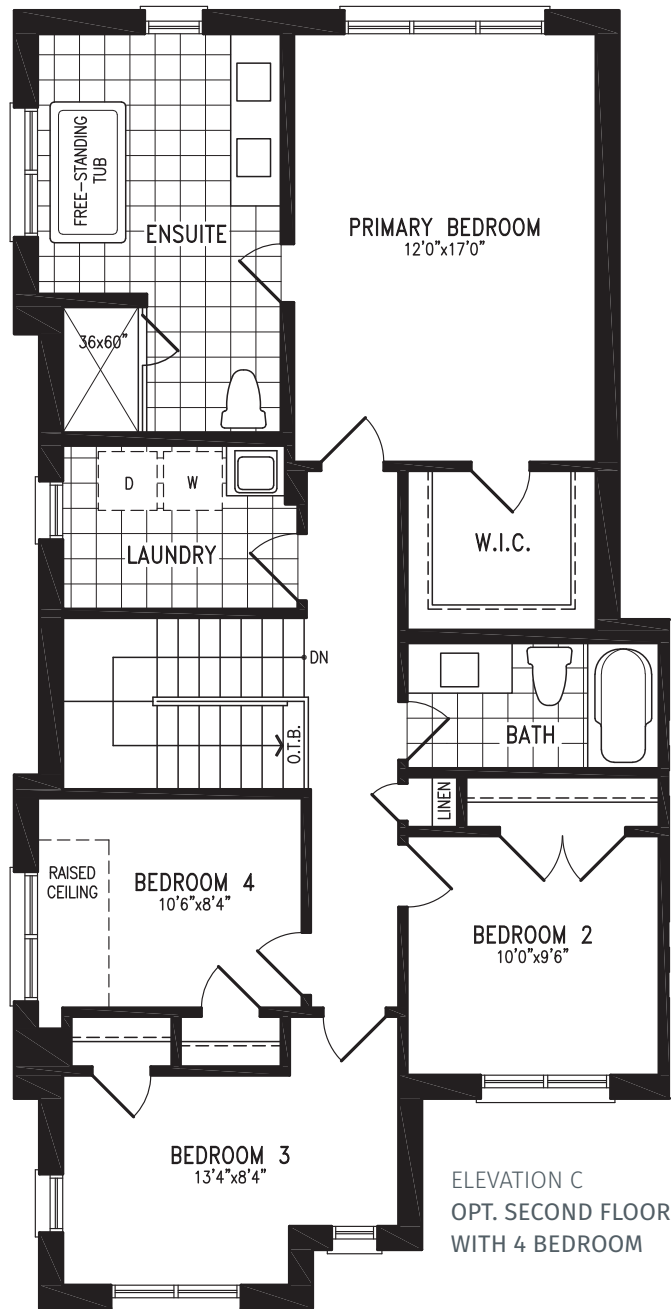 FREE-STANDING
TUB
ENSUITE
PRIMARY BEDROOM
12'0"x17'0"
36x60"
D
W
LAUNDRY
W.I.C.
DN
O.T.B.
BATH
LINEN
RAISED
CEILING
BEDROOM 4
10'6"x8'4"
BEDROOM 2
10'0"x9'6"
BEDROOM 3
13'4"x8'4"
ELEVATION C
OPT. SECOND FLOOR
WITH 4 BEDROOM